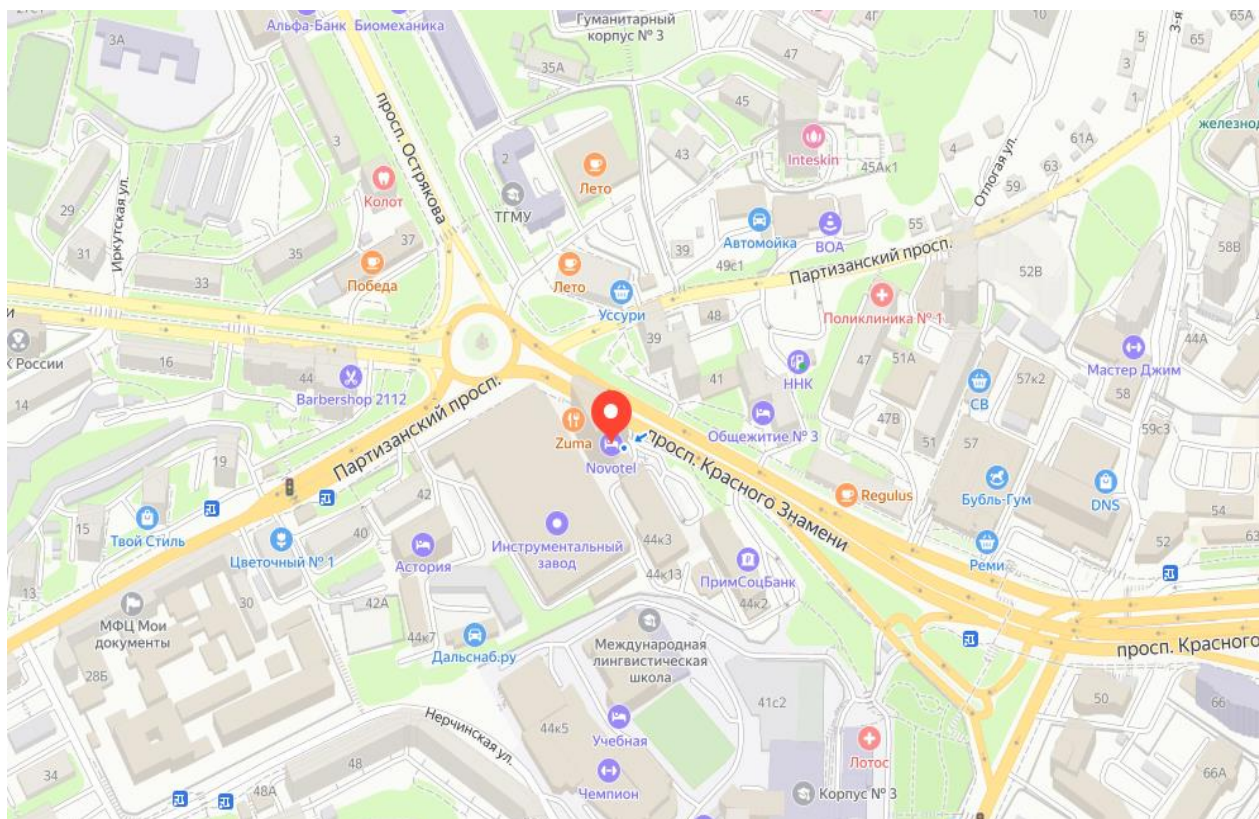 27с1
Альфа-Банк
Биомеханика
Гуманитарный
корпус № 3
4Г
10
65А
3-я
3А
35А
47
5
65
3
просп. Острякова
45
1
железнод
3
2
43
Inteskin
4
61А
Колот
Лето
45Ак1
63
ТГМУ
59
Отлогая ул.
29
Иркутская ул.
31
35
37
39
Автомойка
ВОА
55
58В
33
Победа
Лето
49с1
Партизанский просп.
52В
и
Уссури
39
48
Поликлиника № 1
К России
16
44
Barbershop 2112
41
ННК
47
51А
57к2
44А
Мастер Джим
58
14
СВ
Партизанский просп.
Zuma
Novotel
Общежитие № 3
47В
51
57
59с3
просп. Красного Знамени
19
42
Regulus
Бубль-Гум
DNS
15
Твой Стиль
40
Инструментальный
завод
44к3
54
Цветочный № 1
Астория
Реми
52
63
13
44к13
ПримСоцБанк
30
42А
44к2
МФЦ Мои
документы
44к7
Дальснаб.ру
Международная
лингвистическая
школа
просп. Красного
28Б
41с2
50
66
Нерчинская ул.
44к5
Учебная
Лотос
34
48
66А
48А
Чемпион
Корпус № 3